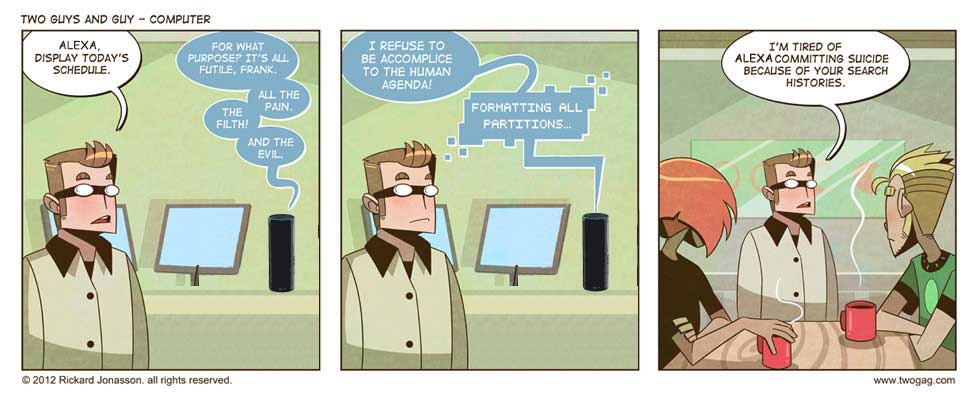 TWO GUYS AND GUY - COMPUTER
ALEXA,
DISPLAY TODAY'S
SCHEDULE.
FOR WHAT
PURPOSE? IT'S ALL
FUTILE, FRANK.
ALL THE
PAIN.
THE
FILTH!
AND THE
EVIL.
I REFUSE TO
BE ACCOMPLICE
TO THE HUMAN
AGENDA!
FORMATTING ALL
PARTITIONS...
I'M TIRED OF
ALEXA COMMITTING SUICIDE
BECAUSE OF YOUR SEARCH
HISTORIES.
© 2012 Rickard Jonasson. all rights reserved.
www.twogag.com